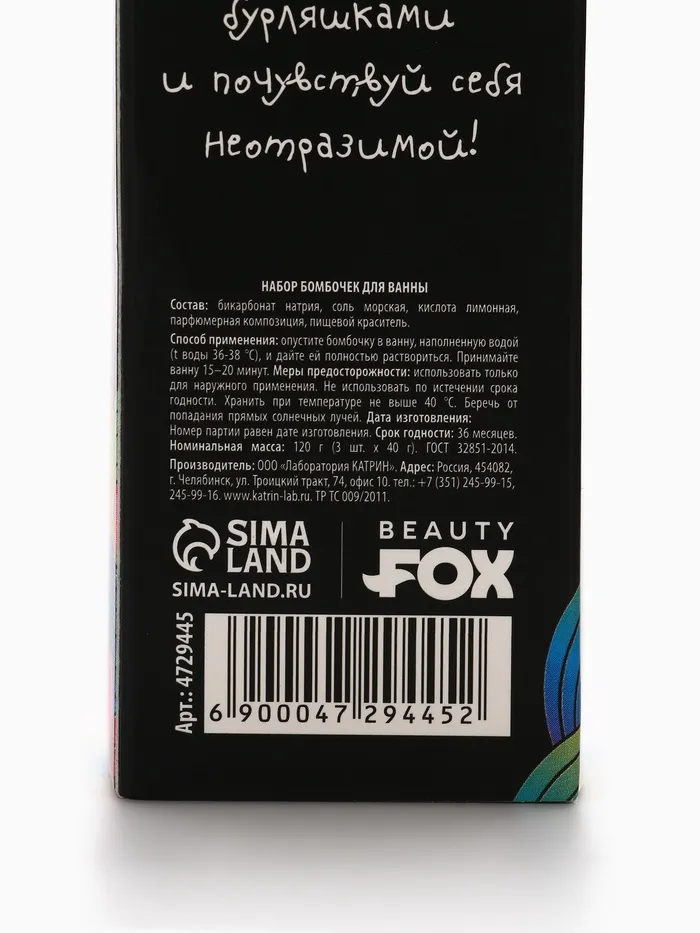 бурляшками
и почувствуй себя
неотразимой!
НАБОР БОМБОЧЕК ДЛЯ ВАННЫ
Состав: бикарбонат натрия, соль морская, кислота лимонная,
парфюмерная композиция, пищевой краситель.
Способ применения: опустите бомбочку в ванну, наполненную водой
(t воды 36-38 °С), и дайте ей полностью раствориться. Принимайте
ванну 15–20 минут. Меры предосторожности: использовать только
для наружного применения. Не использовать по истечении срока
годности. Хранить при температуре не выше 40 °С. Беречь от
попадания прямых солнечных лучей. Дата изготовления:
Номер партии равен дате изготовления. Срок годности: 36 месяцев.
Номинальная масса: 120 г (3 шт. х 40 г). ГОСТ 32851-2014.
Производитель: ООО «Лаборатория КАТРИН». Адрес: Россия, 454082,
г. Челябинск, ул. Троицкий тракт, 74, офис 10. тел.: +7 (351) 245-99-15,
245-99-16. www.katrin-lab.ru. ТР ТС 009/2011.
SIMA
LAND
SIMA-LAND.RU
BEAUTY
FOX
Арт.: 4729445
6 900047 294452